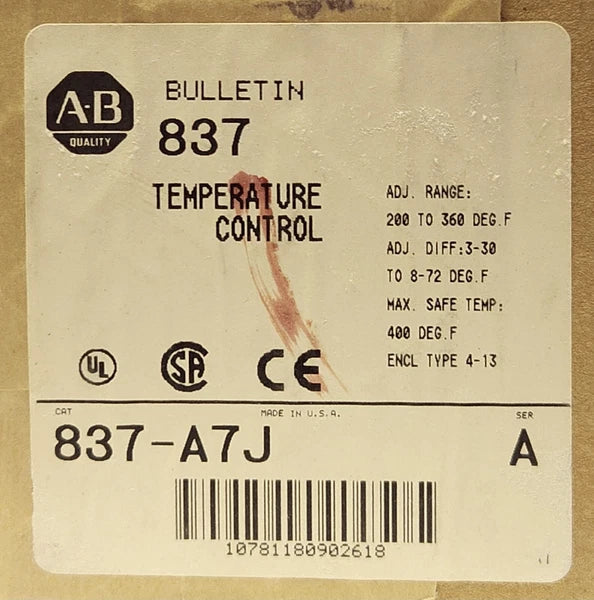 A-B
QUALITY
BULLETIN
837
TEMPERATURE
CONTROL
ADJ. RANGE:
200 TO 360 DEG.F
ADJ. DIFF:3-30
TO 8-72 DEG.F
MAX. SAFE TEMP:
400 DEG.F
ENCL TYPE 4-13
UL SA CE
CAT MADE IN U.S.A. SER
837-A7J A
10781180902618